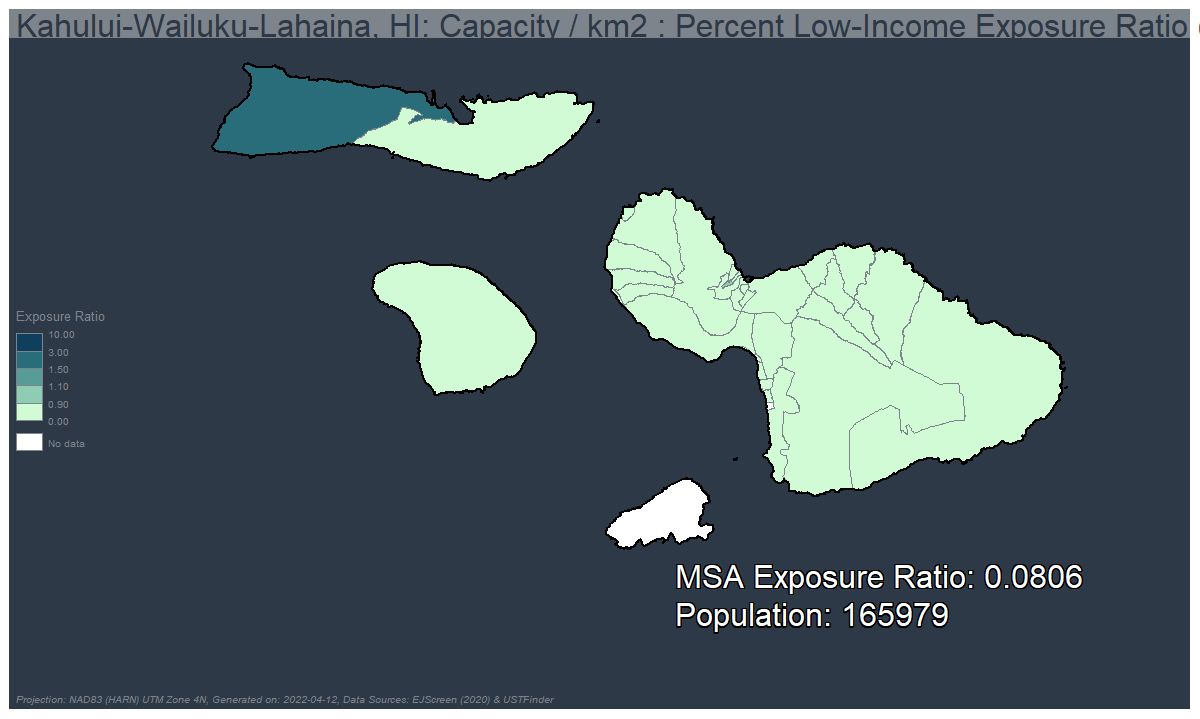 Kahului-Wailuku-Lahaina, HI: Capacity / km2 : Percent Low-Income Exposure Ratio
Exposure Ratio
10.00
3.00
1.50
1.10
0.90
0.00
No data
MSA Exposure Ratio: 0.0806
Population: 165979
Projection: NAD83 (HARN) UTM Zone 4N, Generated on: 2022-04-12, Data Sources: EJScreen (2020) & USTFinder